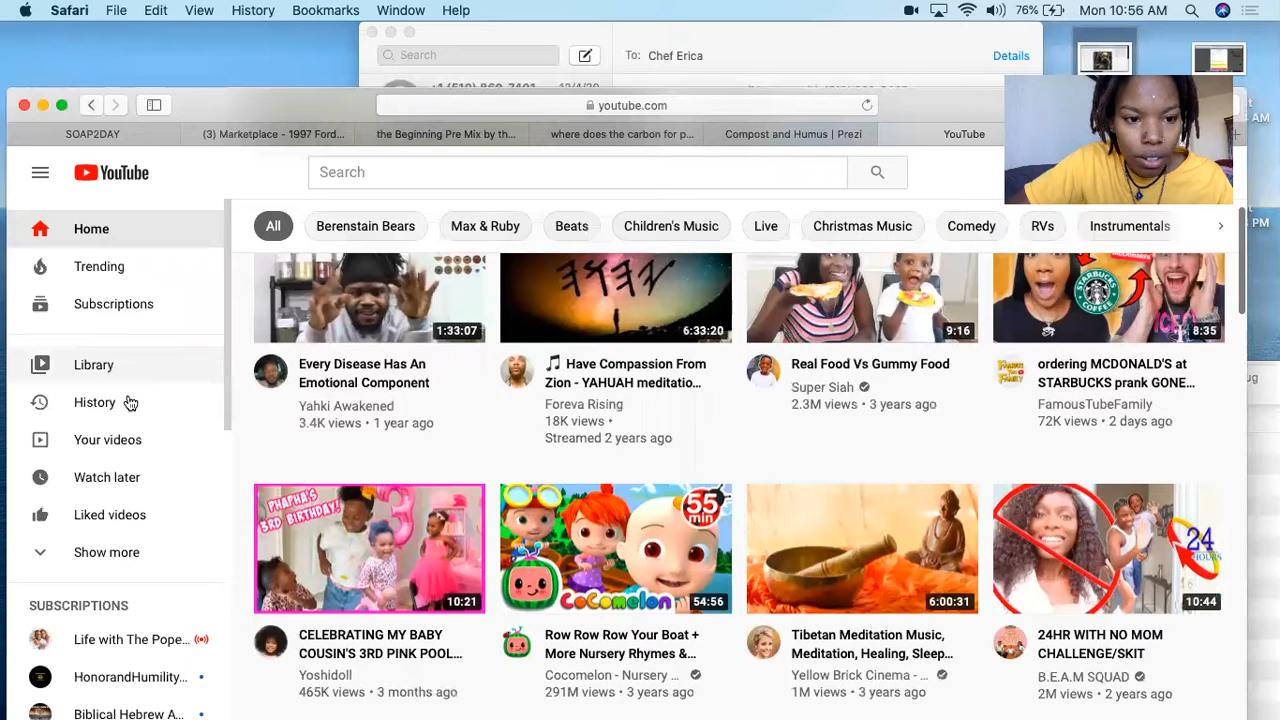 Safari File Edit View History Bookmarks Window Help 76% Mon 10:56 AM
Search To: Chef Erica Details
youtube.com
SOAP2DAY (3) Marketplace - 1997 Ford... the Beginning Pre Mix by th... where does the carbon for p... Compost and Humus | Prezi YouTube
YouTube Search
All Berenstain Bears Max & Ruby Beats Children's Music Live Christmas Music Comedy RVs Instrumentals
Home
Trending
Subscriptions
Library
History
Your videos
Watch later
Liked videos
Show more
SUBSCRIPTIONS
Life with The Pope...
HonorandHumility...
Biblical Hebrew A...
1:33:07
Every Disease Has An
Emotional Component
Yahki Awakened
3.4K views • 1 year ago
6:33:20
🎵 Have Compassion From
Zion - YAHUAH meditatio...
Foreva Rising
18K views •
Streamed 2 years ago
9:16
Real Food Vs Gummy Food
Super Siah
2.3M views • 3 years ago
STARBUCKS
COFFEE
8:35
ordering MCDONALD'S at
STARBUCKS prank GONE...
FamousTubeFamily
72K views • 2 days ago
PHAPHA'S
3RD BIRTHDAY!
10:21
CELEBRATING MY BABY
COUSIN'S 3RD PINK POOL...
Yoshidoll
465K views • 3 months ago
55
min
CoComelon
54:56
Row Row Row Your Boat +
More Nursery Rhymes &...
Cocomelon - Nursery ...
291M views • 3 years ago
6:00:31
Tibetan Meditation Music,
Meditation, Healing, Sleep...
Yellow Brick Cinema - ...
1M views • 3 years ago
24
HOURS
10:44
24HR WITH NO MOM
CHALLENGE/SKIT
B.E.A.M SQUAD
2M views • 2 years ago